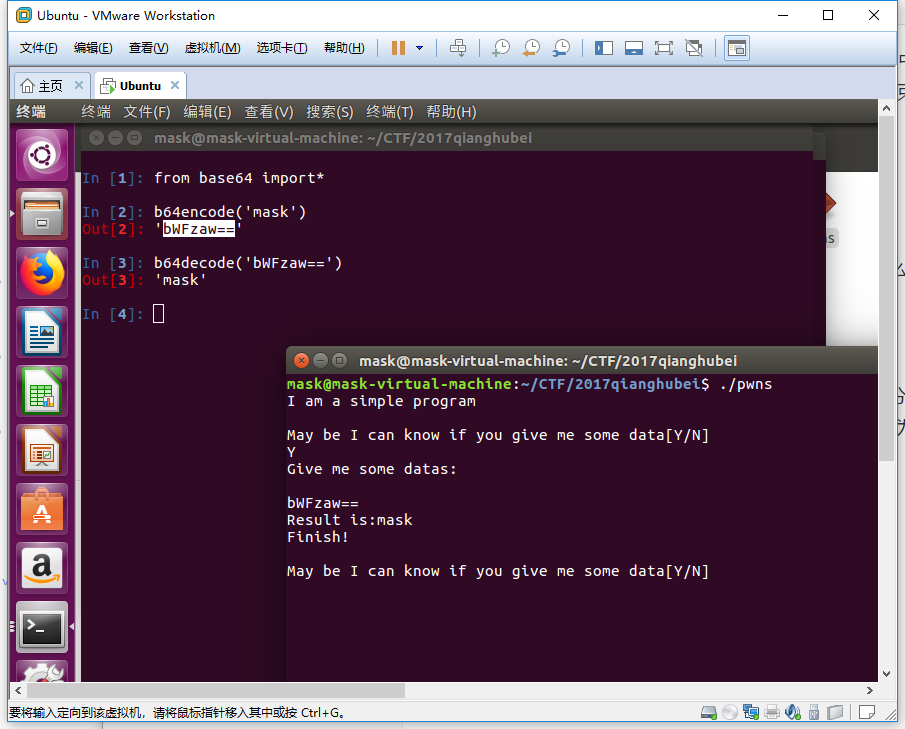 Ubuntu - VMware Workstation
文件(F) 编辑(E) 查看(V) 虚拟机(M) 选项卡(T) 帮助(H)
主页 Ubuntu
终端 终端 文件(F) 编辑(E) 查看(V) 搜索(S) 终端(T) 帮助(H)
mask@mask-virtual-machine: ~/CTF/2017qianghubei
In [1]: from base64 import*
In [2]: b64encode('mask')
Out[2]: 'bWFzaw=='
In [3]: b64decode('bWFzaw==')
Out[3]: 'mask'
In [4]:
mask@mask-virtual-machine: ~/CTF/2017qianghubei
mask@mask-virtual-machine:~/CTF/2017qianghubei$ ./pwns
I am a simple program
May be I can know if you give me some data[Y/N]
Y
Give me some datas:
bWFzaw==
Result is:mask
Finish!
May be I can know if you give me some data[Y/N]
要将输入定向到该虚拟机，请将鼠标指针移入其中或按 Ctrl+G。